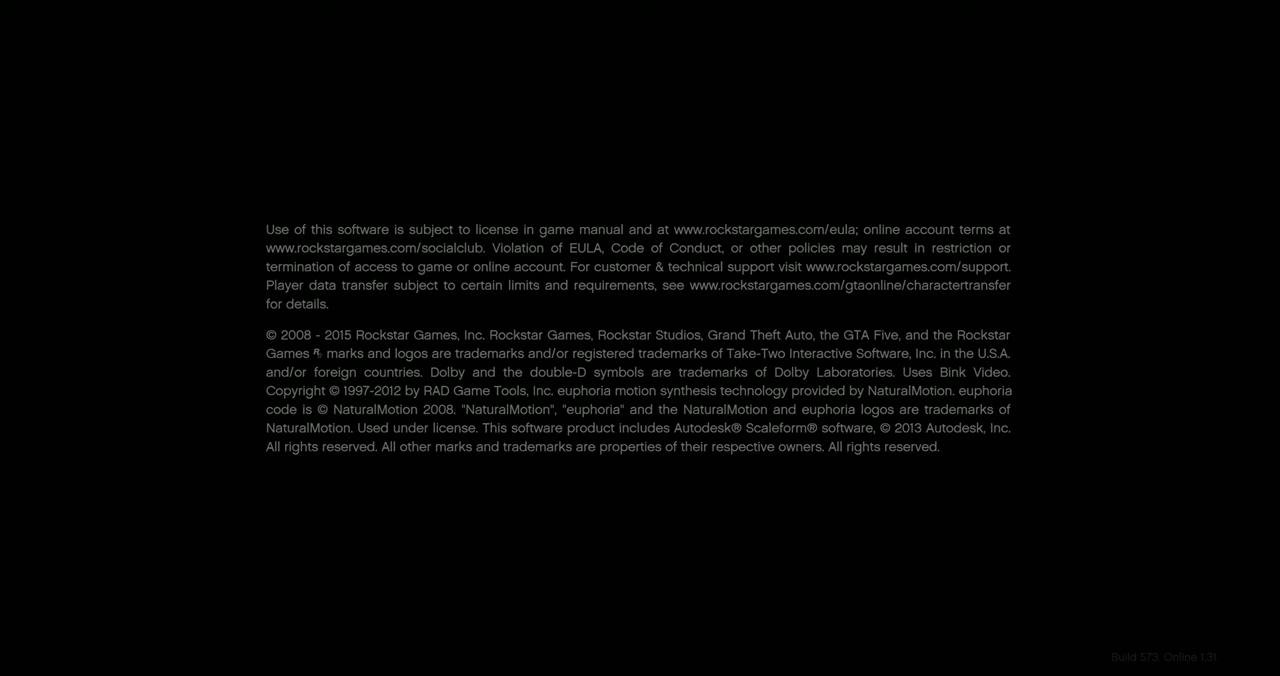 Use of this software is subject to license in game manual and at www.rockstargames.com/eula; online account terms at
www.rockstargames.com/socialclub. Violation of EULA, Code of Conduct, or other policies may result in restriction or
termination of access to game or online account. For customer & technical support visit www.rockstargames.com/support.
Player data transfer subject to certain limits and requirements, see www.rockstargames.com/gtaonline/charactertransfer
for details.
© 2008 - 2015 Rockstar Games, Inc. Rockstar Games, Rockstar Studios, Grand Theft Auto, the GTA Five, and the Rockstar
Games R* marks and logos are trademarks and/or registered trademarks of Take-Two Interactive Software, Inc. in the U.S.A.
and/or foreign countries. Dolby and the double-D symbols are trademarks of Dolby Laboratories. Uses Bink Video.
Copyright © 1997-2012 by RAD Game Tools, Inc. euphoria motion synthesis technology provided by NaturalMotion. euphoria
code is © NaturalMotion 2008. "NaturalMotion", "euphoria" and the NaturalMotion and euphoria logos are trademarks of
NaturalMotion. Used under license. This software product includes Autodesk® Scaleform® software, © 2013 Autodesk, Inc.
All rights reserved. All other marks and trademarks are properties of their respective owners. All rights reserved.
Build 573, Online 1.31